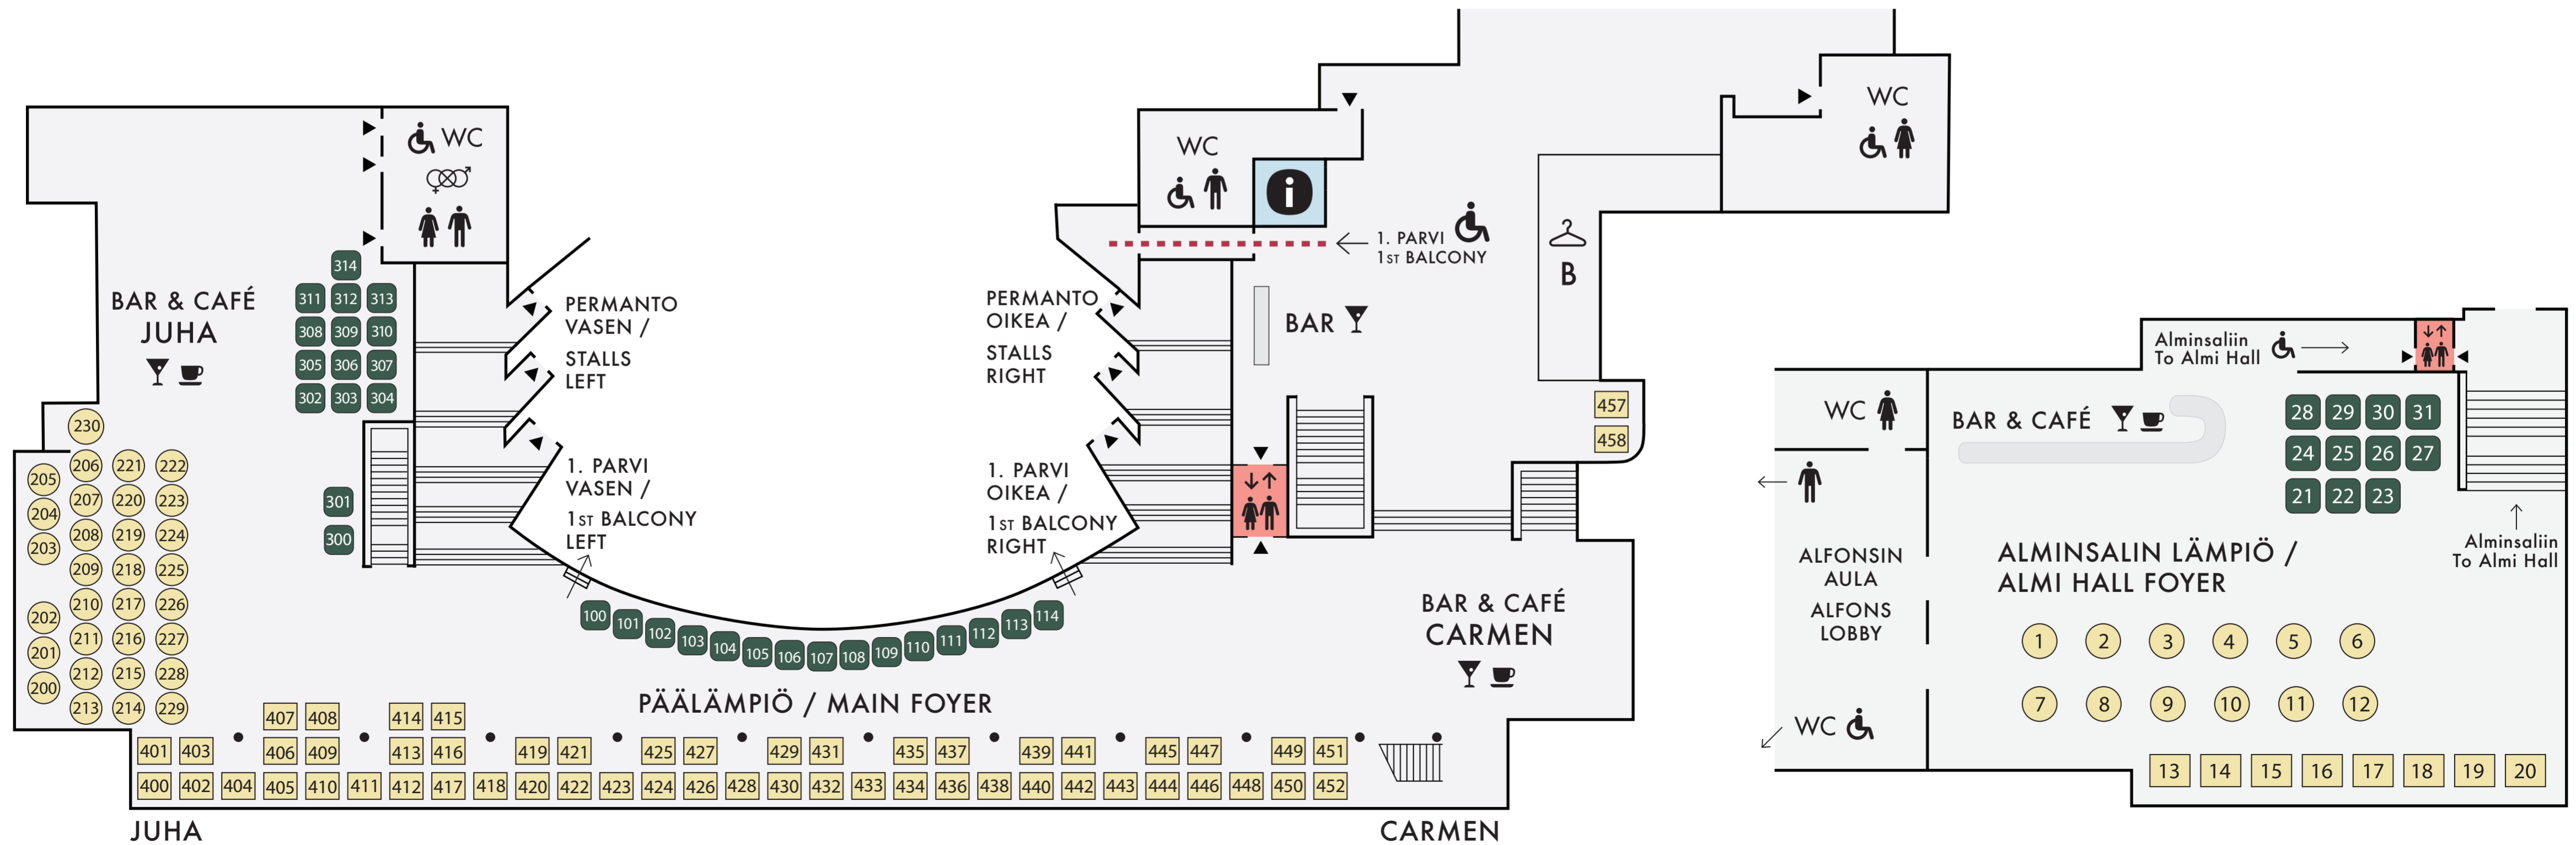 WC
BAR & CAFÉ
JUHA
314
311 312 313
308 309 310
305 306 307
302 303 304
301
300
230
205 206 221 222
204 207 220 223
203 208 219 224
209 218 225
202 210 217 226
201 211 216 227
200 212 215 228
213 214 229
PERMANTO
VASEN /
STALLS
LEFT
1. PARVI
VASEN /
1ST BALCONY
LEFT
PERMANTO
OIKEA /
STALLS
RIGHT
1. PARVI
OIKEA /
1ST BALCONY
RIGHT
WC
i
1. PARVI
1ST BALCONY
BAR
B
WC
457
458
100 101 102 103 104 105 106 107 108 109 110 111 112 113 114
BAR & CAFÉ
CARMEN
PÄÄLÄMPIÖ / MAIN FOYER
407 408 414 415
401 403 406 409 413 416 419 421 425 427 429 431 435 437 439 441 445 447 449 451
400 402 404 405 410 411 412 417 418 420 422 423 424 426 428 430 432 433 434 436 438 440 442 443 444 446 448 450 452
JUHA
CARMEN
Alminsaliin
To Almi Hall
WC
BAR & CAFÉ
28 29 30 31
24 25 26 27
21 22 23
Alminsaliin
To Almi Hall
ALFONSIN
AULA
ALFONS
LOBBY
WC
ALMINSALIN LÄMPIÖ /
ALMI HALL FOYER
1 2 3 4 5 6
7 8 9 10 11 12
13 14 15 16 17 18 19 20